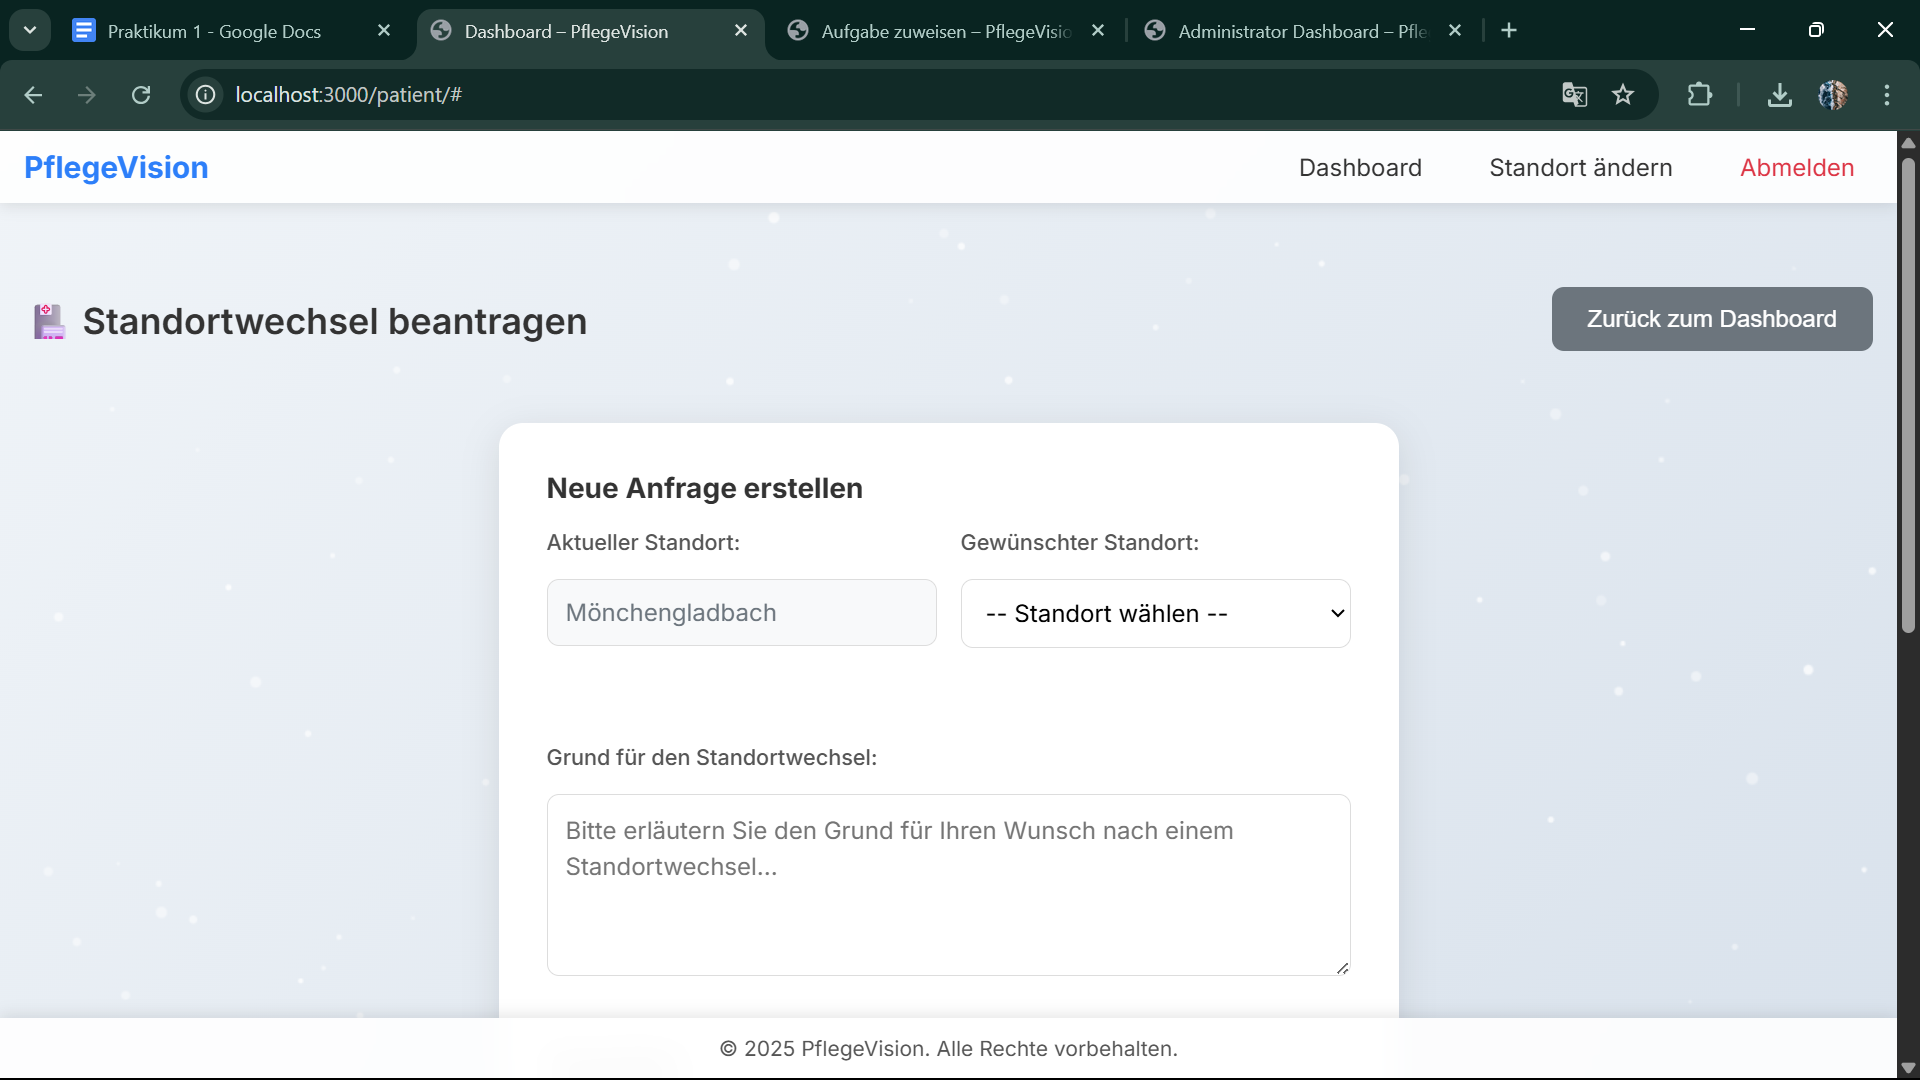 Praktikum 1 - Google Docs
Dashboard – PflegeVision
Aufgabe zuweisen – PflegeVisio
Administrator Dashboard – Pfle
localhost:3000/patient/#
PflegeVision
Dashboard
Standort ändern
Abmelden
Standortwechsel beantragen
Zurück zum Dashboard
Neue Anfrage erstellen
Aktueller Standort:
Gewünschter Standort:
Mönchengladbach
-- Standort wählen --
Grund für den Standortwechsel:
Bitte erläutern Sie den Grund für Ihren Wunsch nach einem
Standortwechsel...
© 2025 PflegeVision. Alle Rechte vorbehalten.